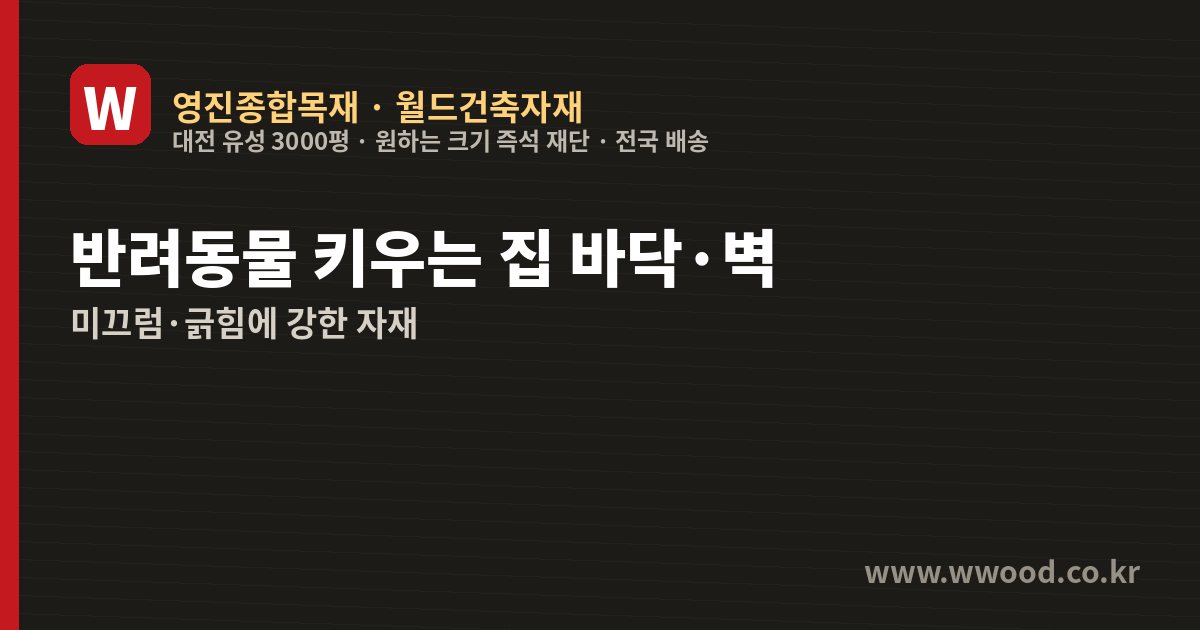 W
영진종합목재 · 월드건축자재
대전 유성 3000평 · 원하는 크기 즉석 재단 · 전국 배송
반려동물 키우는 집 바닥·벽
미끄럼·긁힘에 강한 자재
www.wwood.co.kr